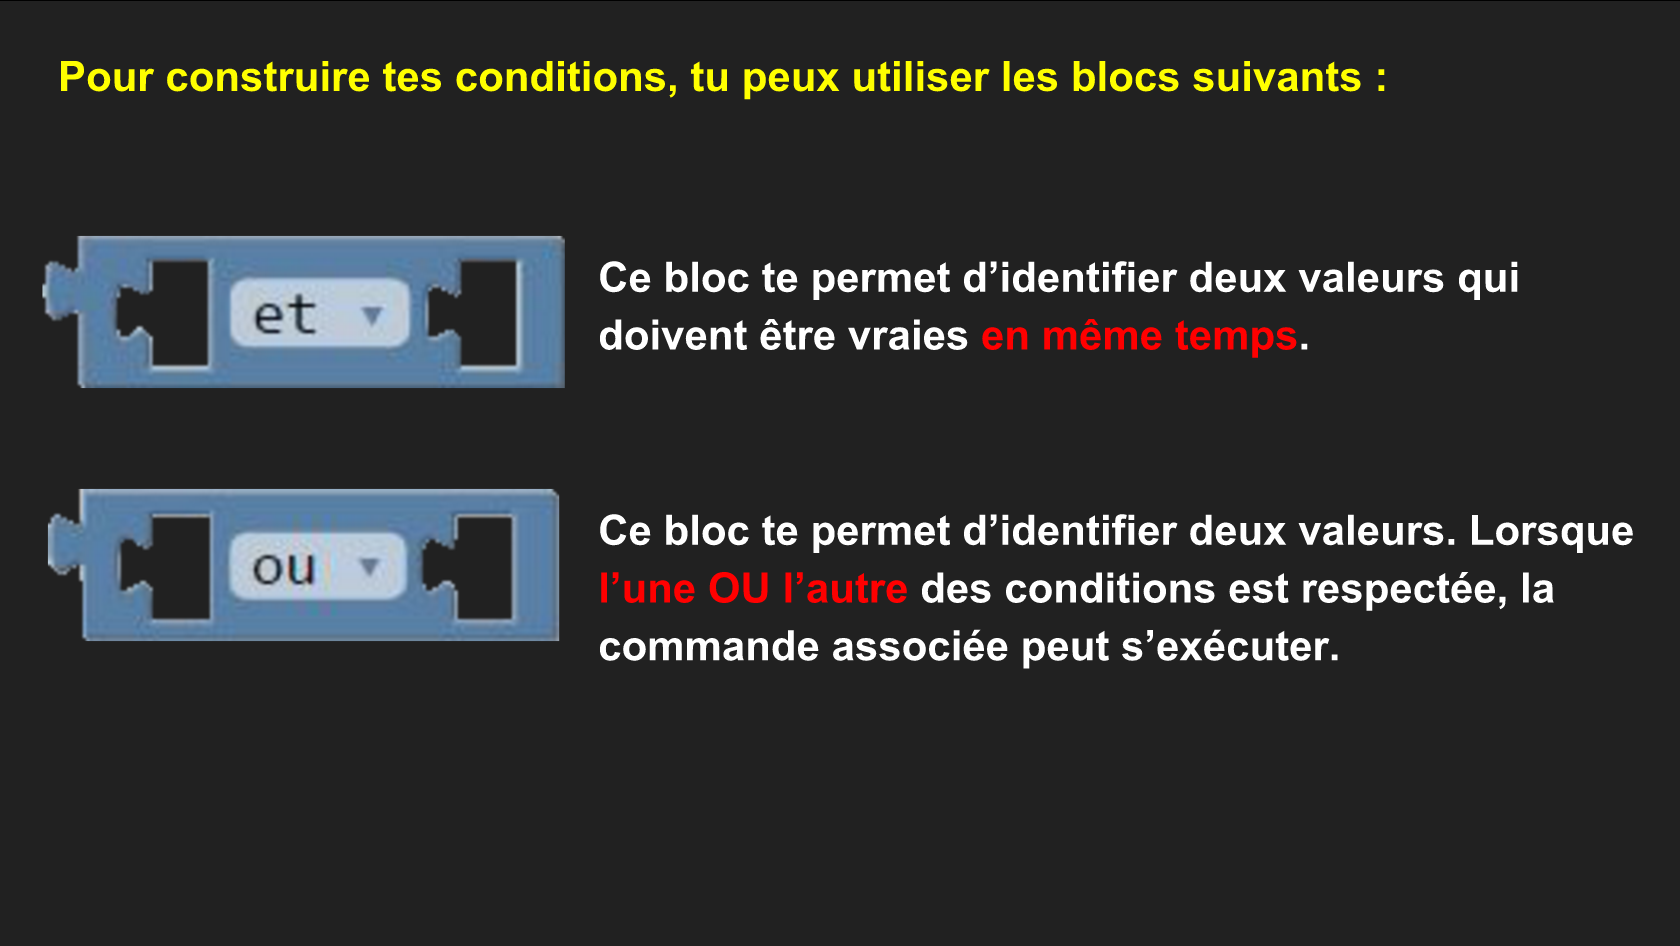 Pour construire tes conditions, tu peux utiliser les blocs suivants :
et
Ce bloc te permet d’identifier deux valeurs qui
doivent être vraies en même temps.
ou
Ce bloc te permet d’identifier deux valeurs. Lorsque
l’une OU l’autre des conditions est respectée, la
commande associée peut s’exécuter.